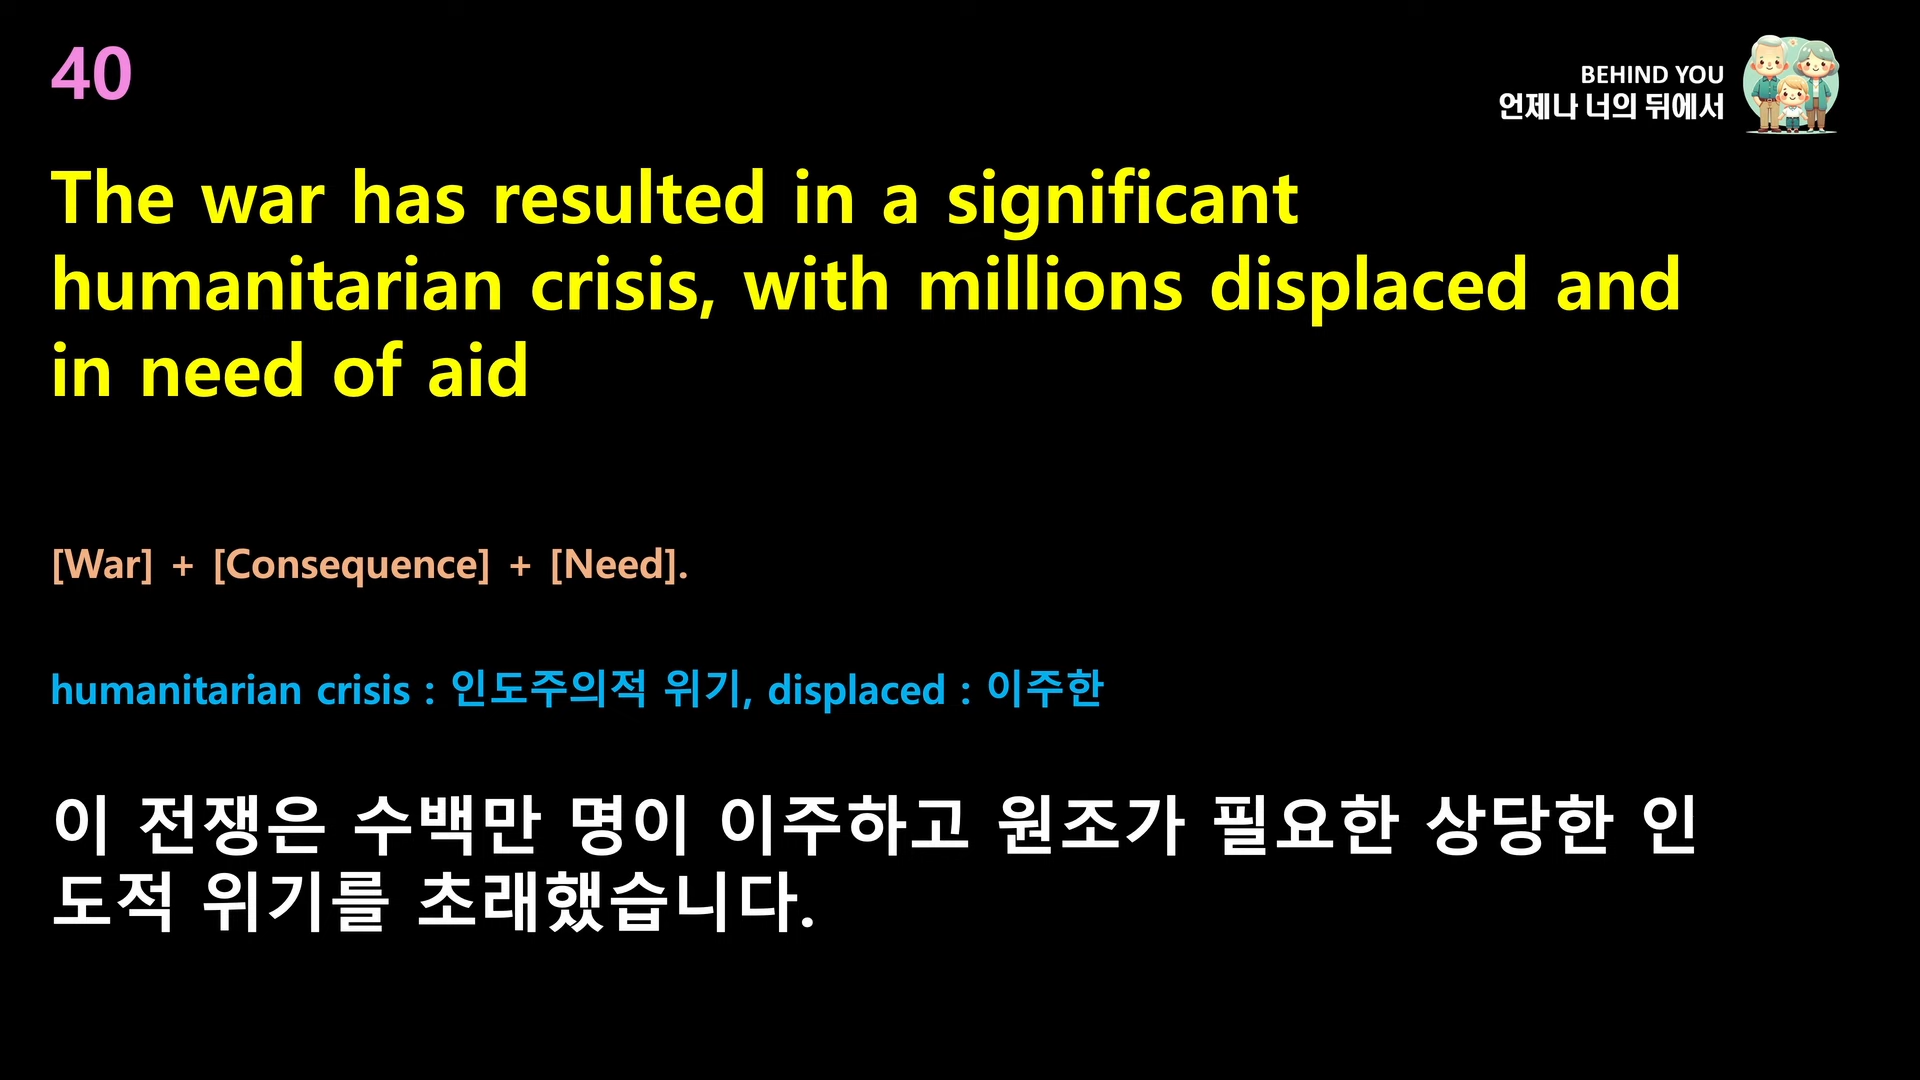 40
BEHIND YOU
언제나 너의 뒤에서
The war has resulted in a significant
humanitarian crisis, with millions displaced and
in need of aid
[War] + [Consequence] + [Need].
humanitarian crisis : 인도주의적 위기, displaced : 이주한
이 전쟁은 수백만 명이 이주하고 원조가 필요한 상당한 인
도적 위기를 초래했습니다.